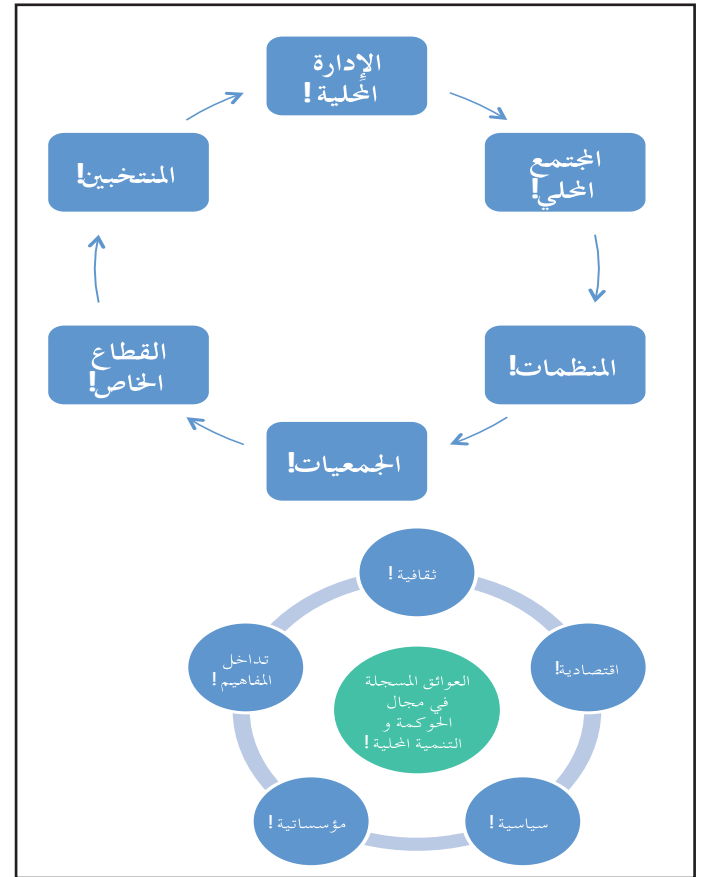 الإدارة
المحلية !
المجتمع
المحلي!
المنظمات!
الجمعيات!
القطاع
الخاص!
المنتخبين!
ثقافية !
اقتصادية!
سياسية !
مؤسساتية !
تداخل
المفاهيم !
العوائق المسجلة
في مجال
الحوكمة و
التنمية المحلية !